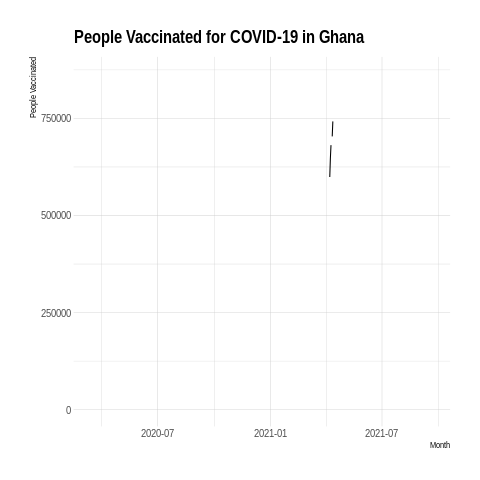 People Vaccinated for COVID-19 in Ghana
People Vaccinated
750000
500000
250000
0
2020-07
2021-01
2021-07
Month